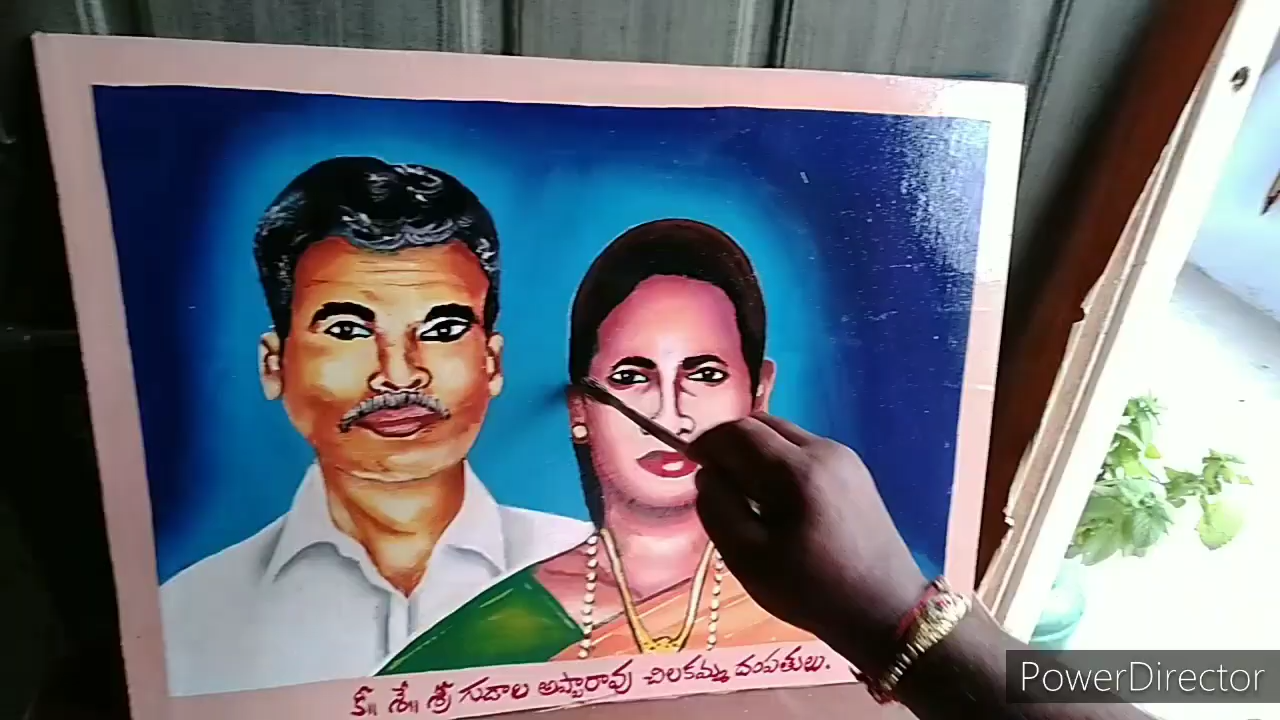 కీ॥ శే॥ శ్రీ గుడాల అప్పారావు చిలకమ్మ దంపతులు.
PowerDirector